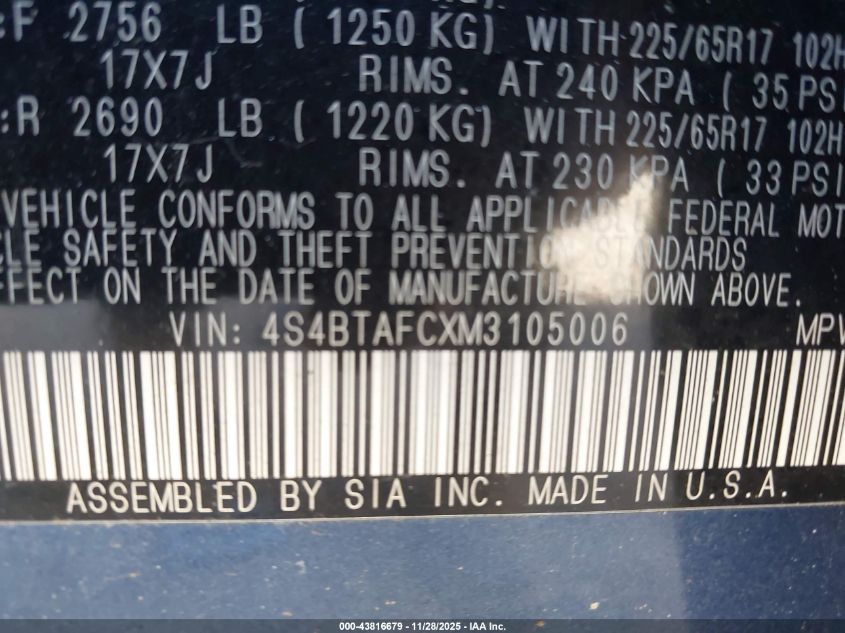 :F 2756 LB ( 1250 KG) WITH 225/65R17 102H
17X7J RIMS. AT 240 KPA ( 35 PSI
:R 2690 LB ( 1220 KG) WITH 225/65R17 102H
17X7J RIMS. AT 230 KPA ( 33 PSI
VEHICLE CONFORMS TO ALL APPLICABLE FEDERAL MOT
CLE SAFETY AND THEFT PREVENTION STANDARDS
FFECT ON THE DATE OF MANUFACTURE SHOWN ABOVE.
VIN: 4S4BTAFCXM3105006 MPV
ASSEMBLED BY SIA INC. MADE IN U.S.A.
000-43816679 - 11/28/2025 - IAA Inc.